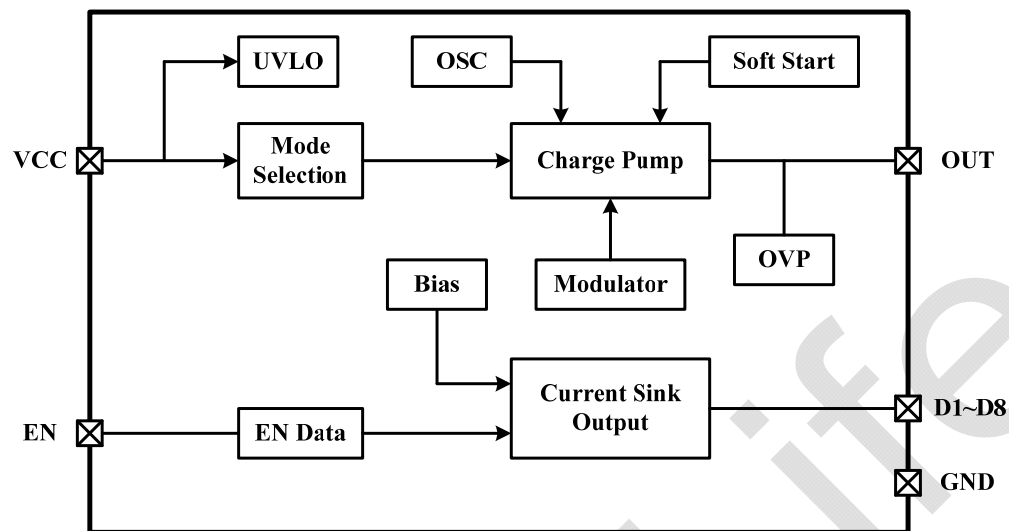 UVLO
OSC
Soft Start
VCC
Mode
Selection
Charge Pump
OUT
Bias
Modulator
OVP
Current Sink
Output
D1~D8
EN
EN Data
GND
ife